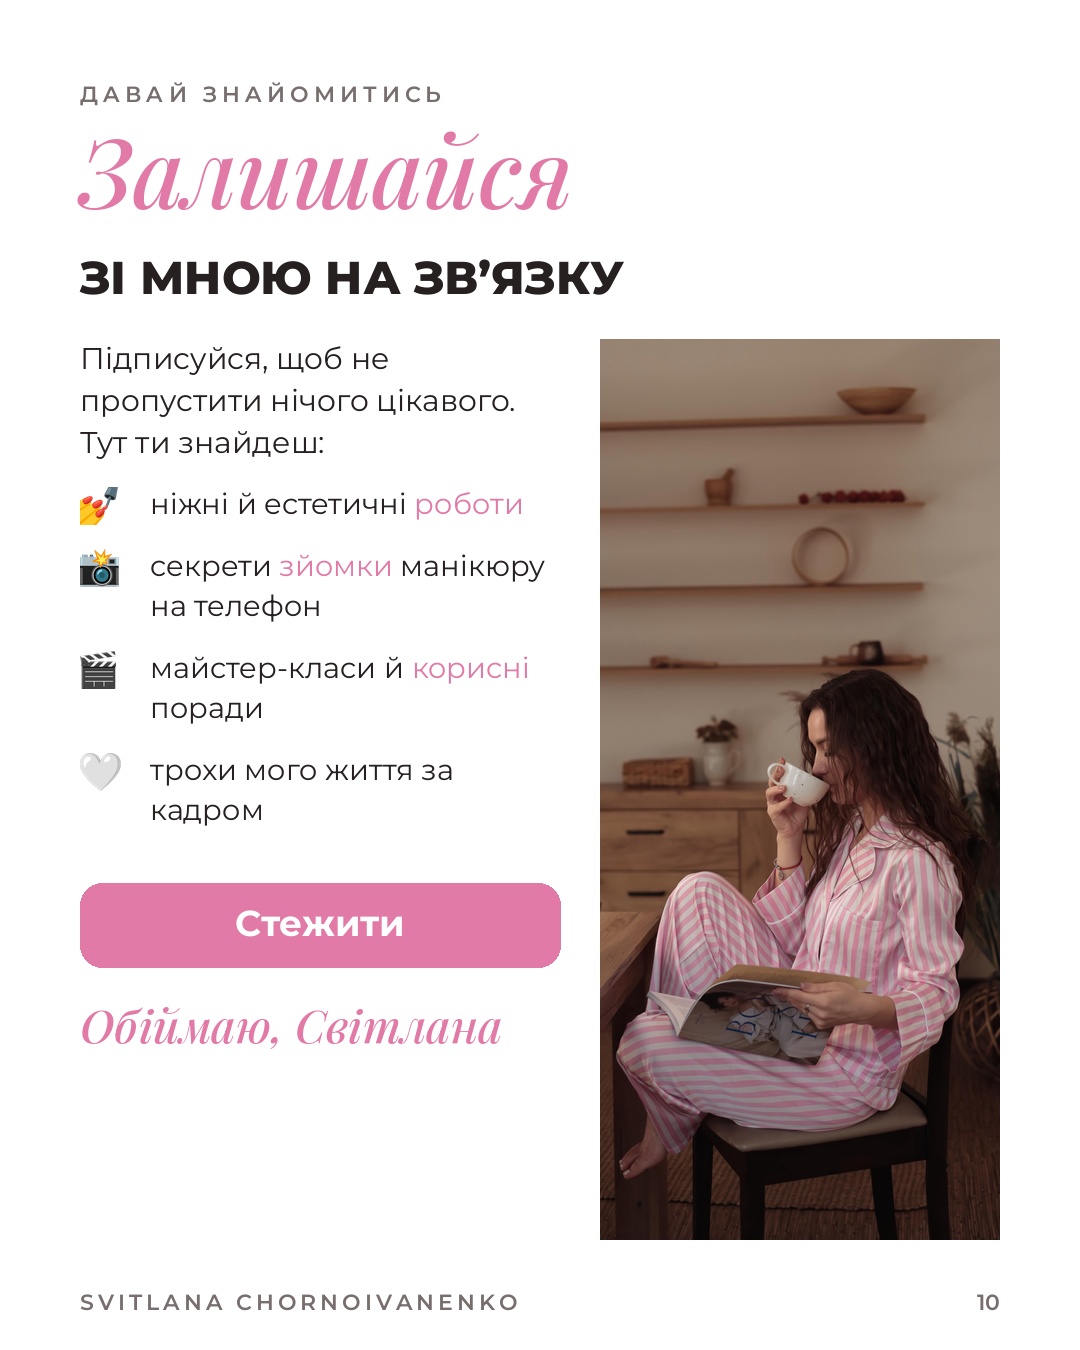 ДАВАЙ ЗНАЙОМИТИСЬ
Залишайся
ЗІ МНОЮ НА ЗВ’ЯЗКУ
Підписуйся, щоб не
пропустити нічого цікавого.
Тут ти знайдеш:
ніжні й естетичні роботи
секрети зйомки манікюру
на телефон
майстер-класи й корисні
поради
трохи мого життя за
кадром
Стежити
Обіймаю, Світлана
SVITLANA CHORNOIVANENKO
10